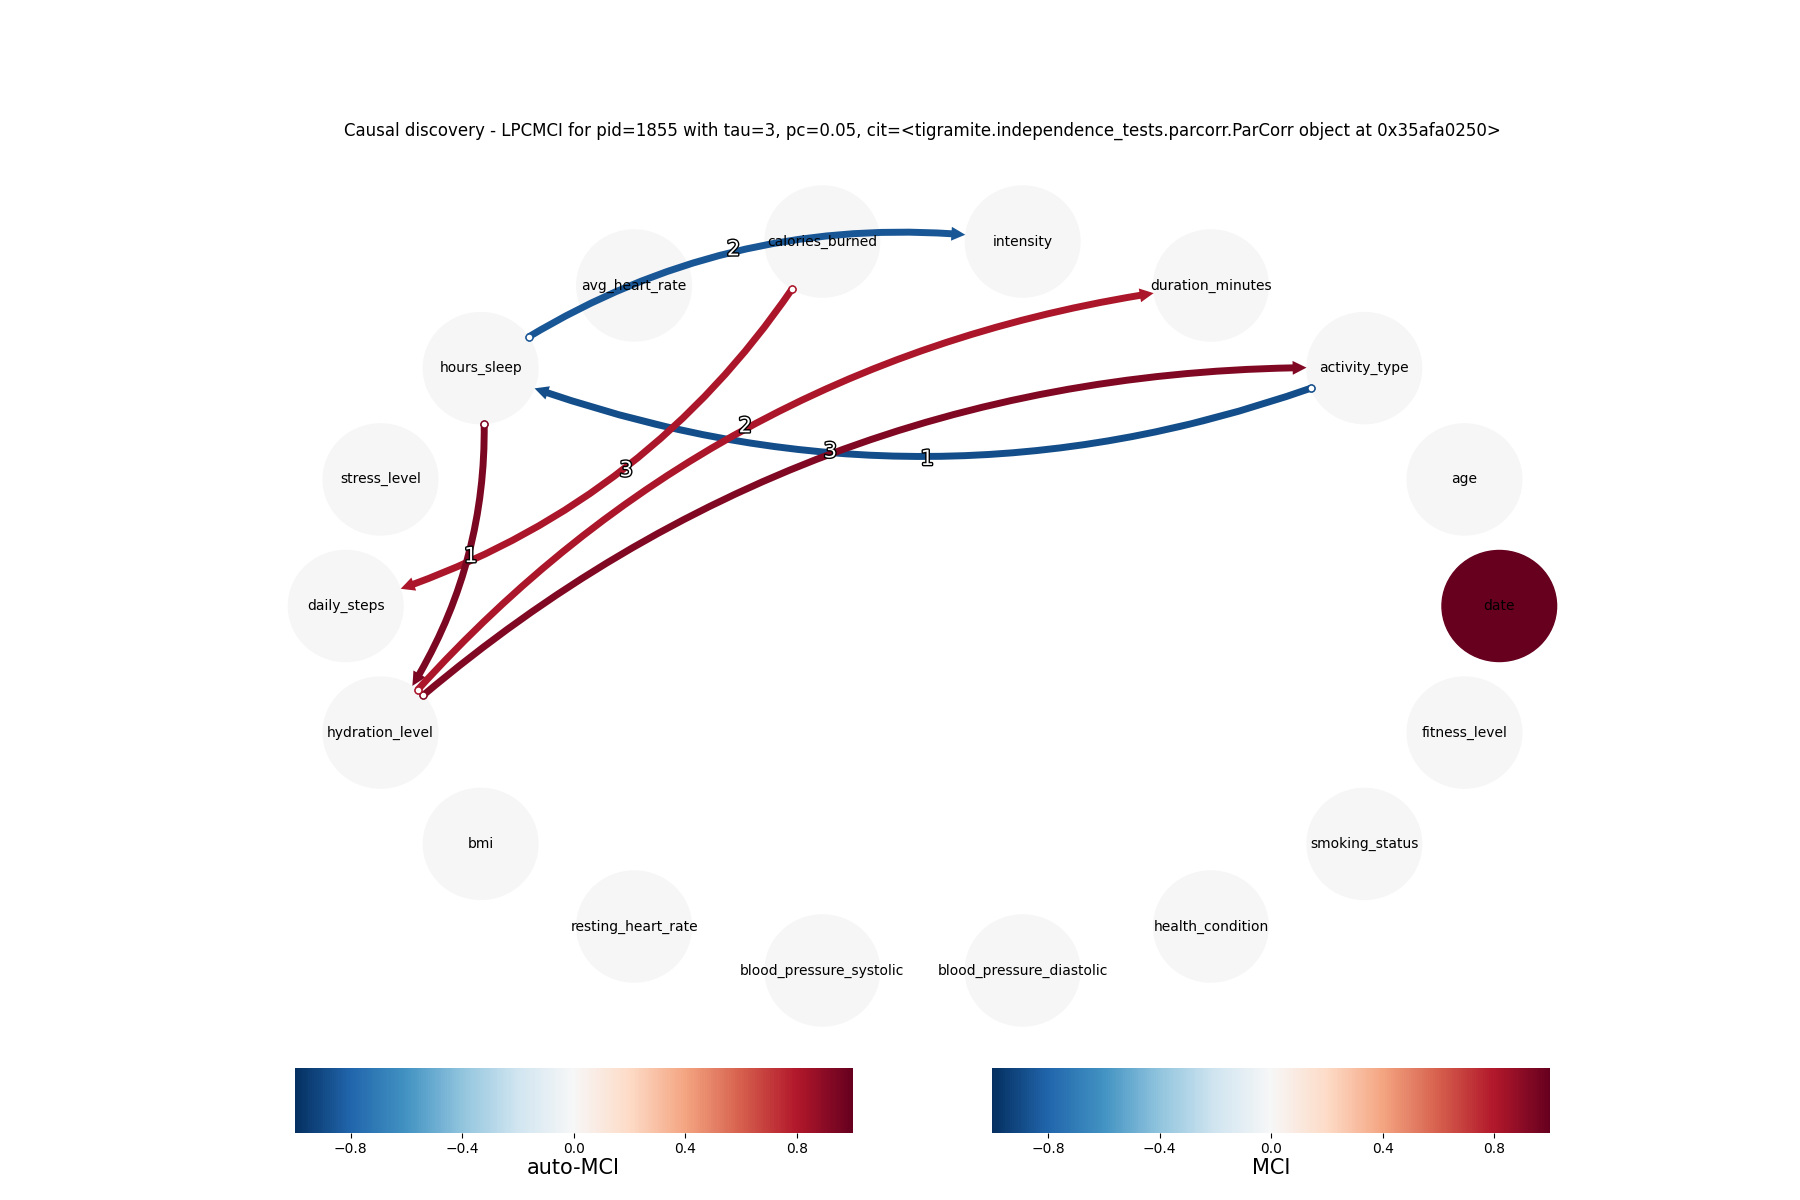 Causal discovery - LPCMCI for pid=1855 with tau=3, pc=0.05, cit=<tigramite.independence_tests.parcorr.ParCorr object at 0x35afa0250>
calories_burned
intensity
2
avg_heart_rate
duration_minutes
hours_sleep
activity_type
2
3
1
3
stress_level
age
1
daily_steps
date
hydration_level
fitness_level
bmi
smoking_status
resting_heart_rate
health_condition
blood_pressure_systolic
blood_pressure_diastolic
−0.8 −0.4 0.0 0.4 0.8
auto-MCI
−0.8 −0.4 0.0 0.4 0.8
MCI